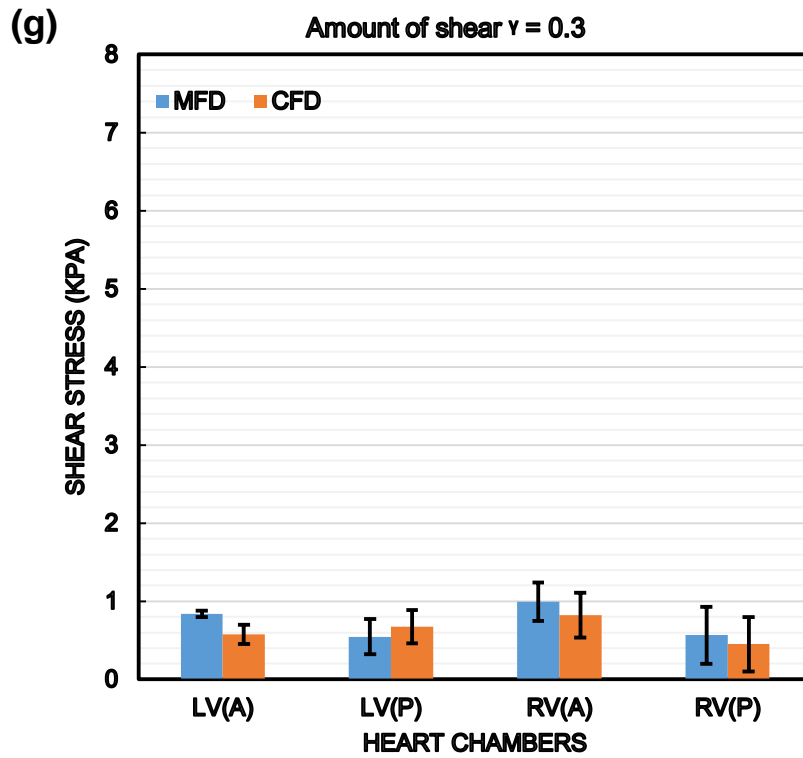 (g)
Amount of shear γ = 0.3
8
MFD CFD
7
6
5
4
3
2
1
0
SHEAR STRESS (KPA)
LV(A) LV(P) RV(A) RV(P)
HEART CHAMBERS